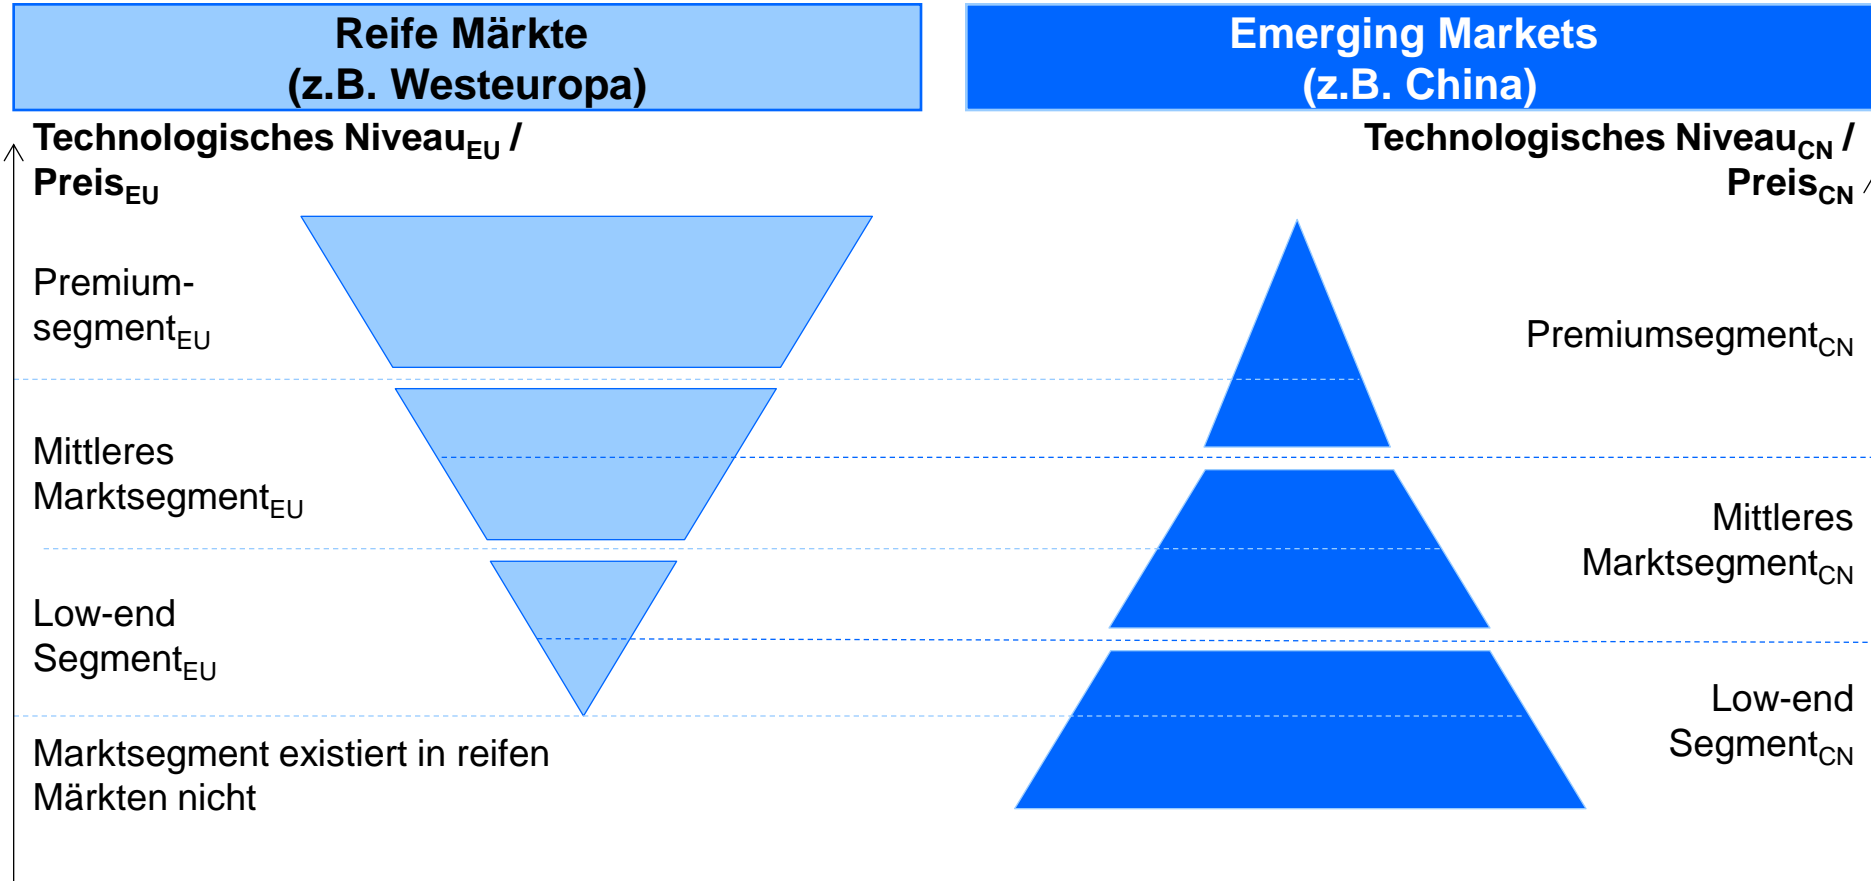 Reife Märkte
(z.B. Westeuropa)
Emerging Markets
(z.B. China)
Technologisches NiveauEU /
PreisEU
Technologisches NiveauCN /
PreisCN
Premium-
segmentEU
PremiumsegmentCN
Mittleres
MarktsegmentEU
Mittleres
MarktsegmentCN
Low-end
SegmentEU
Low-end
SegmentCN
Marktsegment existiert in reifen
Märkten nicht